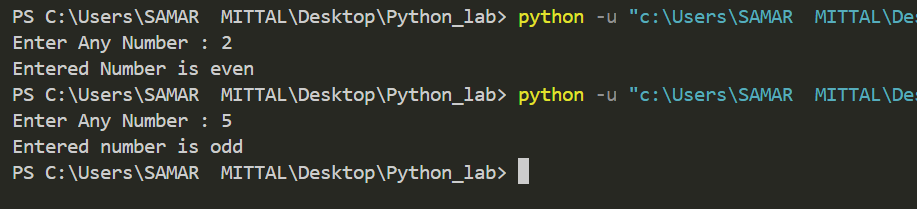 PS C:\Users\SAMAR  MITTAL\Desktop\Python_lab> python -u "c:\Users\SAMAR  MITTAL\Des
Enter Any Number : 2
Entered Number is even
PS C:\Users\SAMAR  MITTAL\Desktop\Python_lab> python -u "c:\Users\SAMAR  MITTAL\Des
Enter Any Number : 5
Entered number is odd
PS C:\Users\SAMAR  MITTAL\Desktop\Python_lab>